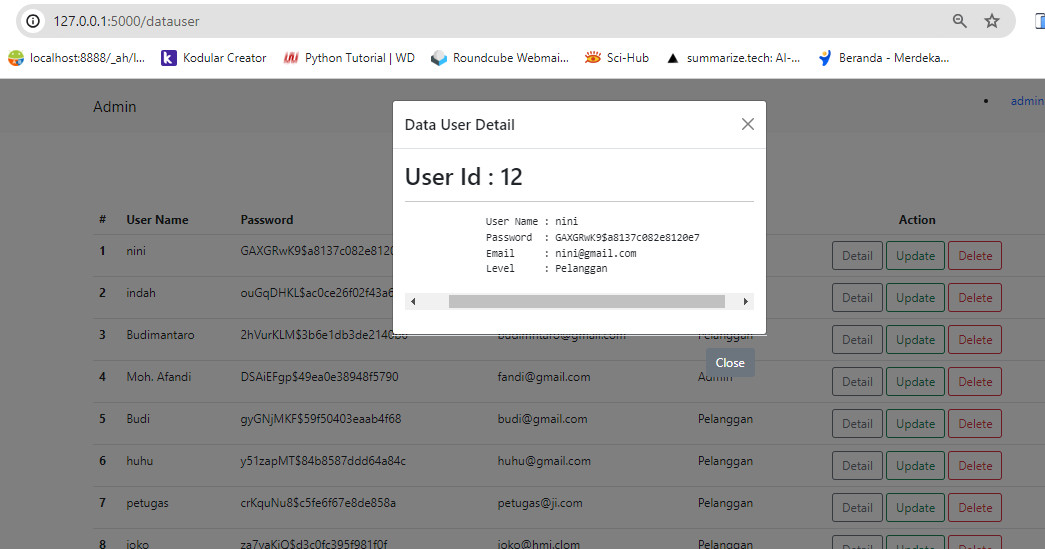 127.0.0.1:5000/datauser
localhost:8888/_ah/l... Kodular Creator Python Tutorial | WD Roundcube Webmai... Sci-Hub summarize.tech: AI-... Beranda - Merdeka...
Admin
admin
Data User Detail
User Id : 12
User Name : nini
Password : GAXGRwK9$a8137c082e8120e7
Email : nini@gmail.com
Level : Pelanggan
Close
# User Name Password Action
1 nini GAXGRwK9$a8137c082e8120 Detail Update Delete
2 indah ouGqDHKL$ac0ce26f02f43a6 Detail Update Delete
3 Budimantaro 2hVurKLM$3b6e1db3de2140b0 budimntaro@gmail.com Pelanggan Detail Update Delete
4 Moh. Afandi DSAiEFgp$49ea0e38948f5790 fandi@gmail.com Admin Detail Update Delete
5 Budi gyGNjMKF$59f50403eaab4f68 budi@gmail.com Pelanggan Detail Update Delete
6 huhu y51zapMT$84b8587ddd64a84c huhu@gmail.com Pelanggan Detail Update Delete
7 petugas crKquNu8$c5fe6f67e8de858a petugas@ji.com Pelanggan Detail Update Delete
8 joko za7yaKiO$d3c0fc395f981f0f joko@hmj.clom Pelanggan Detail Update Delete